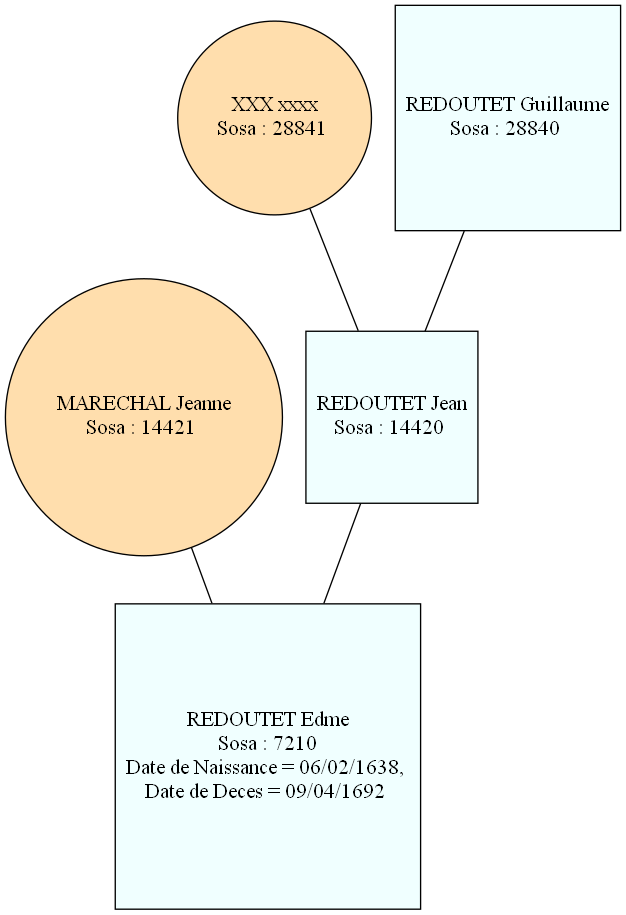 XXX xxxx
Sosa : 28841
REDOUTET Guillaume
Sosa : 28840
MARECHAL Jeanne
Sosa : 14421
REDOUTET Jean
Sosa : 14420
REDOUTET Edme
Sosa : 7210
Date de Naissance = 06/02/1638,
Date de Deces = 09/04/1692